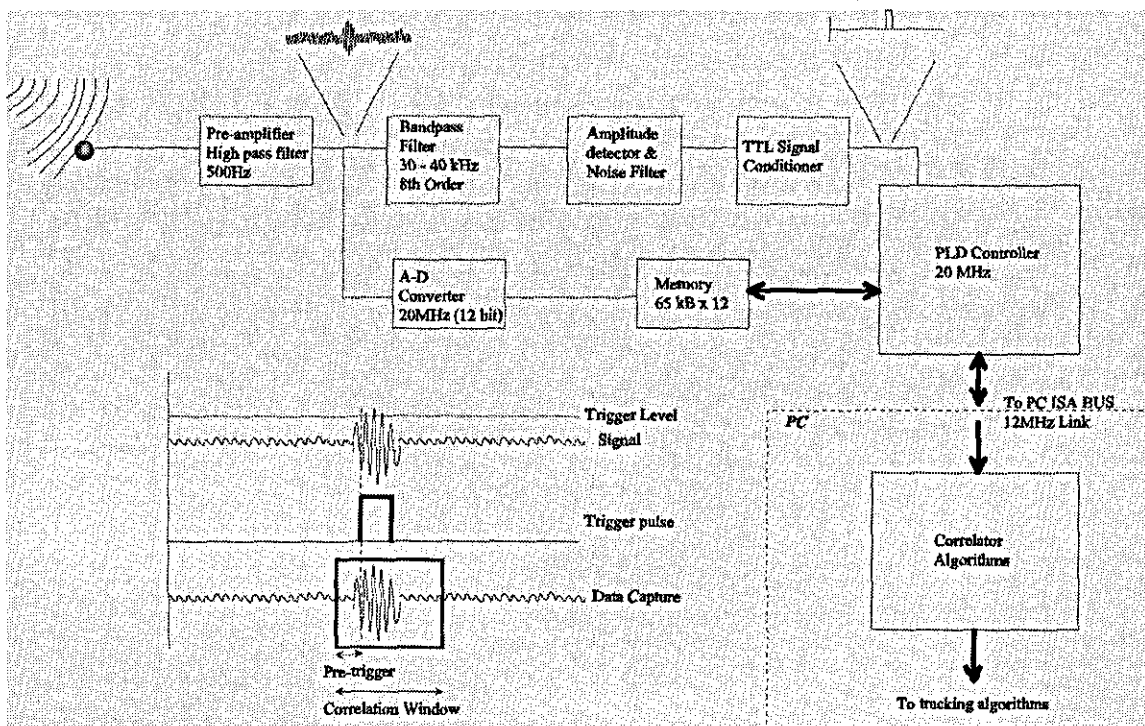 Pre-amplifier
High pass filter
500Hz
Bandpass
Filter
30 - 40 kHz
8th Order
Amplitude
detector &
Noise Filter
TTL Signal
Conditioner
PLD Controller
20 MHz
A-D
Converter
20MHz (12 bit)
Memory
65 kB x 12
To PC ISA BUS
12MHz Link
PC
Correlator
Algorithms
To tracking algorithms
Trigger Level
Signal
Trigger pulse
Data Capture
Pre-trigger
Correlation Window